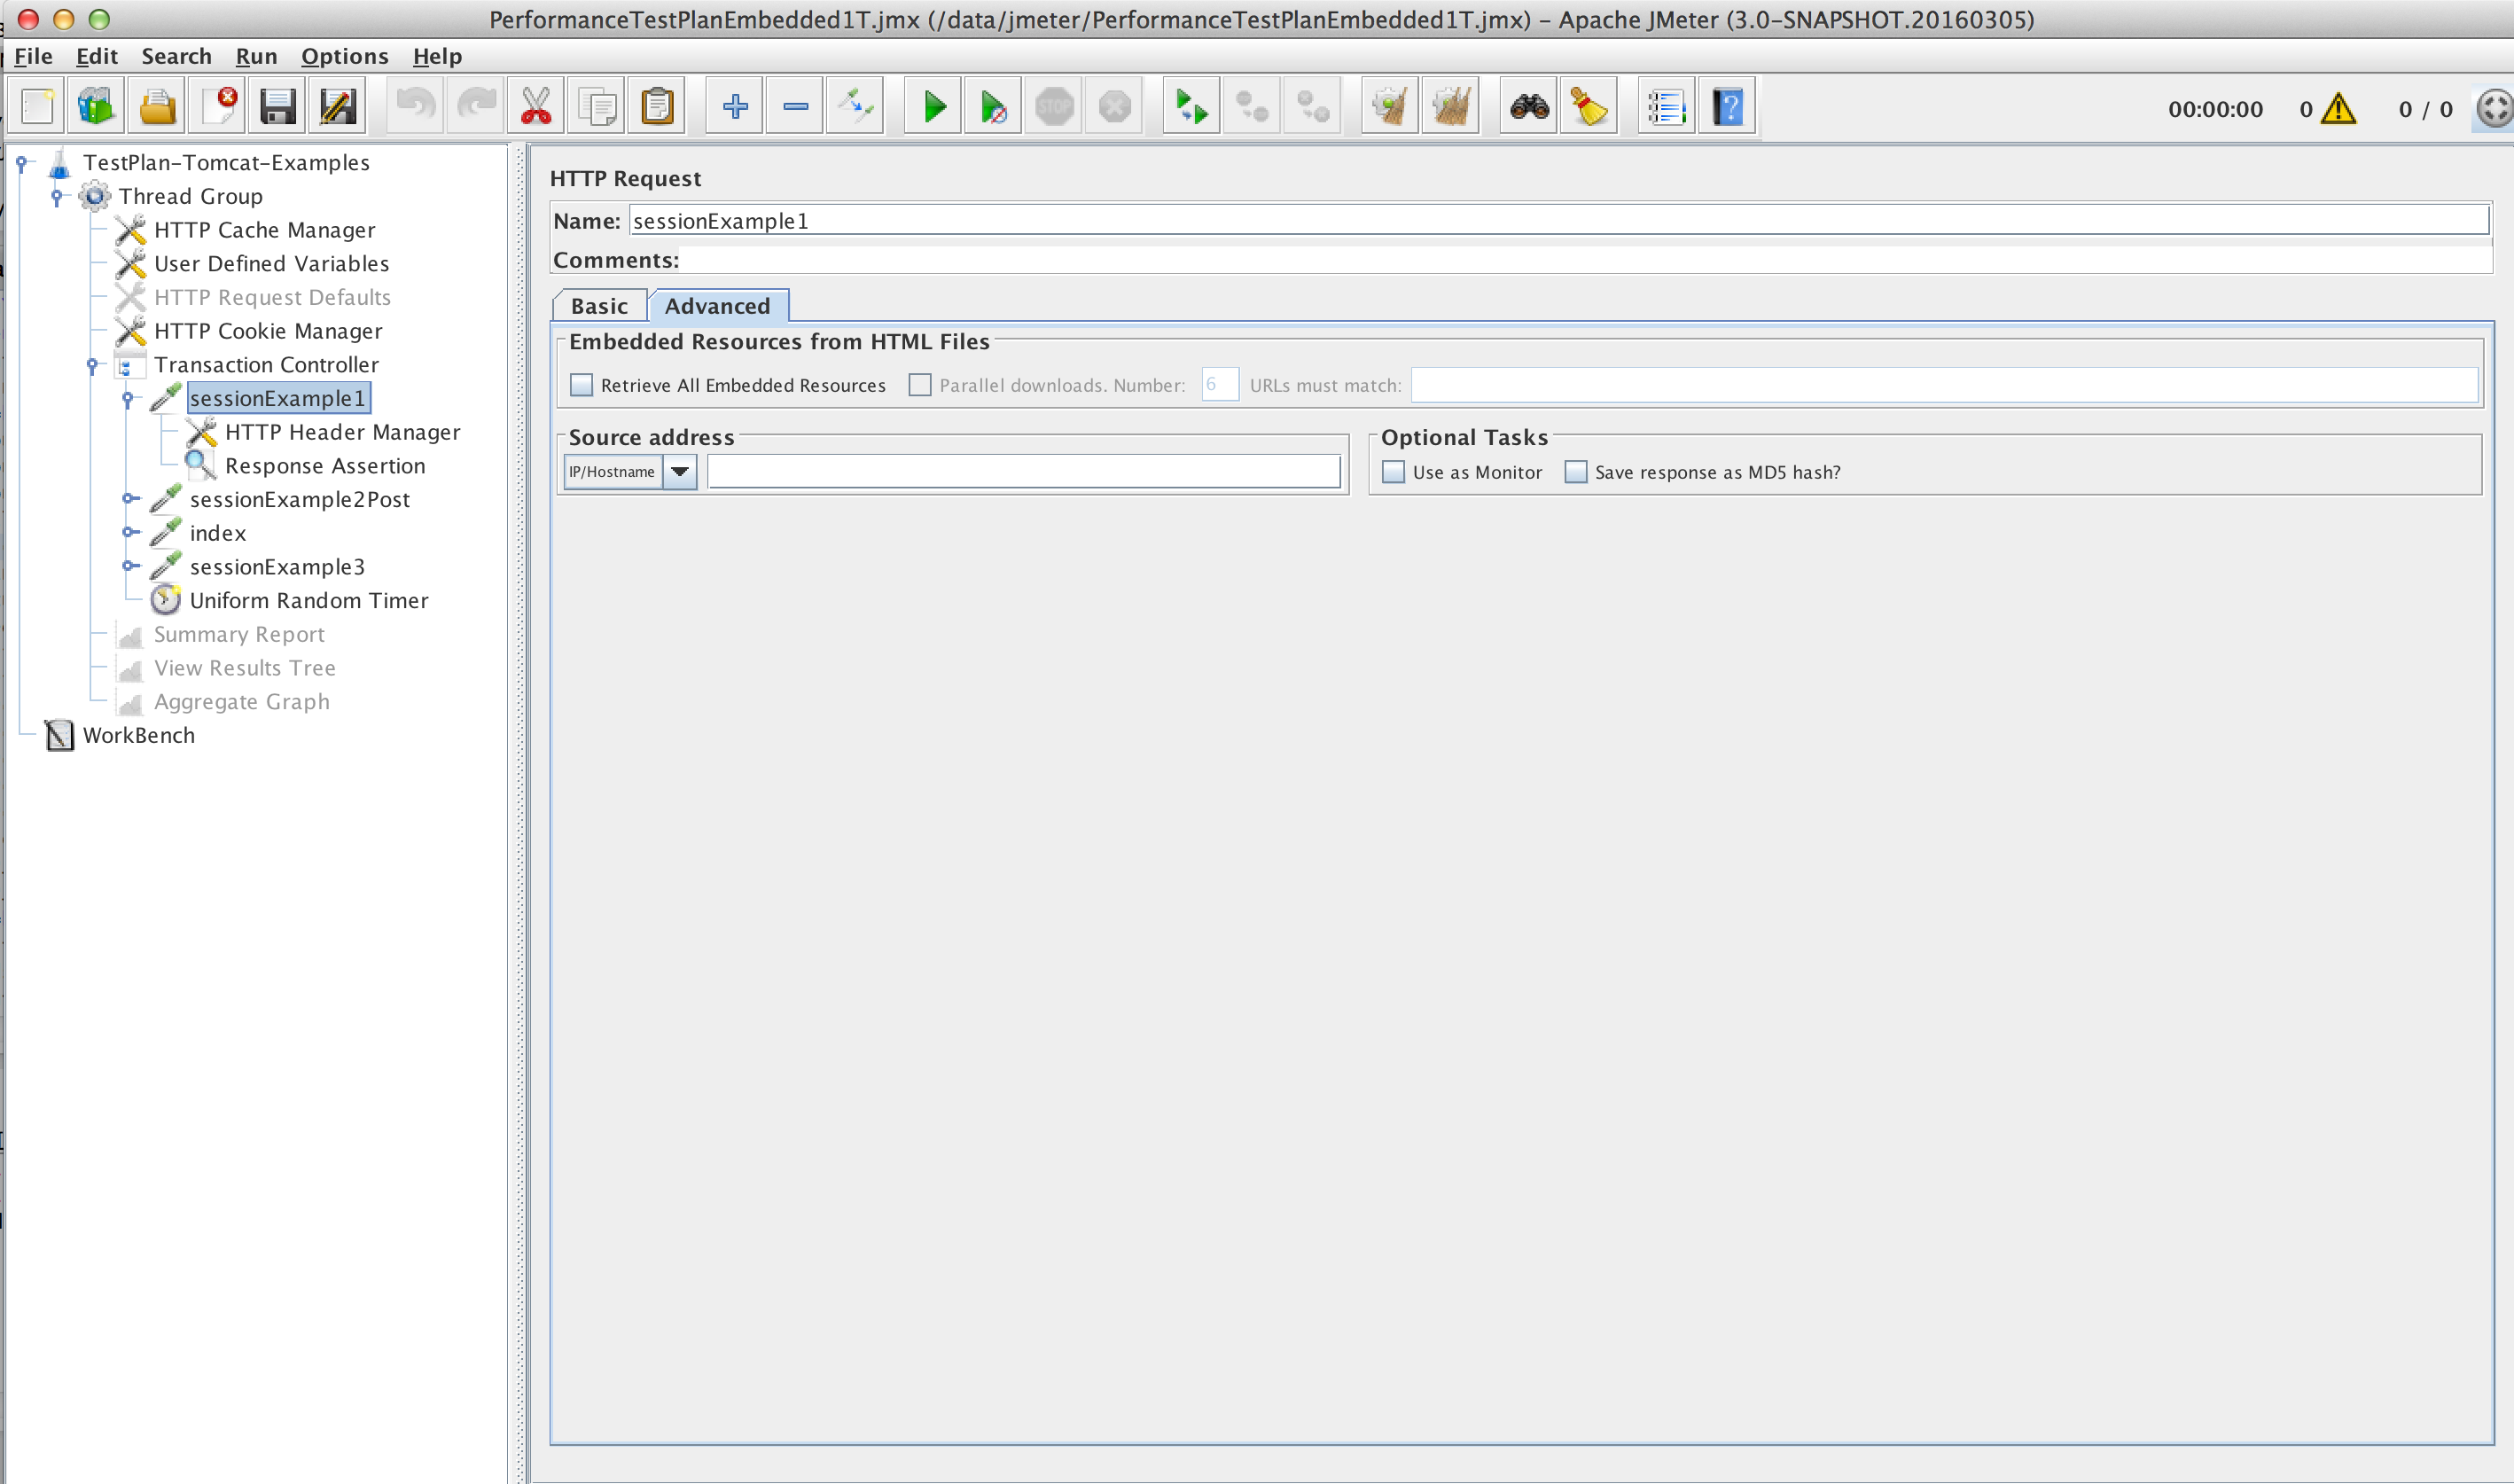 PerformanceTestPlanEmbedded1T.jmx (/data/jmeter/PerformanceTestPlanEmbedded1T.jmx) – Apache JMeter (3.0-SNAPSHOT.20160305)
File Edit Search Run Options Help
STOP
00:00:00 0 0 / 0
TestPlan-Tomcat-Examples
Thread Group
HTTP Cache Manager
User Defined Variables
HTTP Request Defaults
HTTP Cookie Manager
Transaction Controller
sessionExample1
HTTP Header Manager
Response Assertion
sessionExample2Post
index
sessionExample3
Uniform Random Timer
Summary Report
View Results Tree
Aggregate Graph
WorkBench
HTTP Request
Name: sessionExample1
Comments:
Basic Advanced
Embedded Resources from HTML Files
Retrieve All Embedded Resources Parallel downloads. Number: 6 URLs must match:
Source address
IP/Hostname
Optional Tasks
Use as Monitor Save response as MD5 hash?